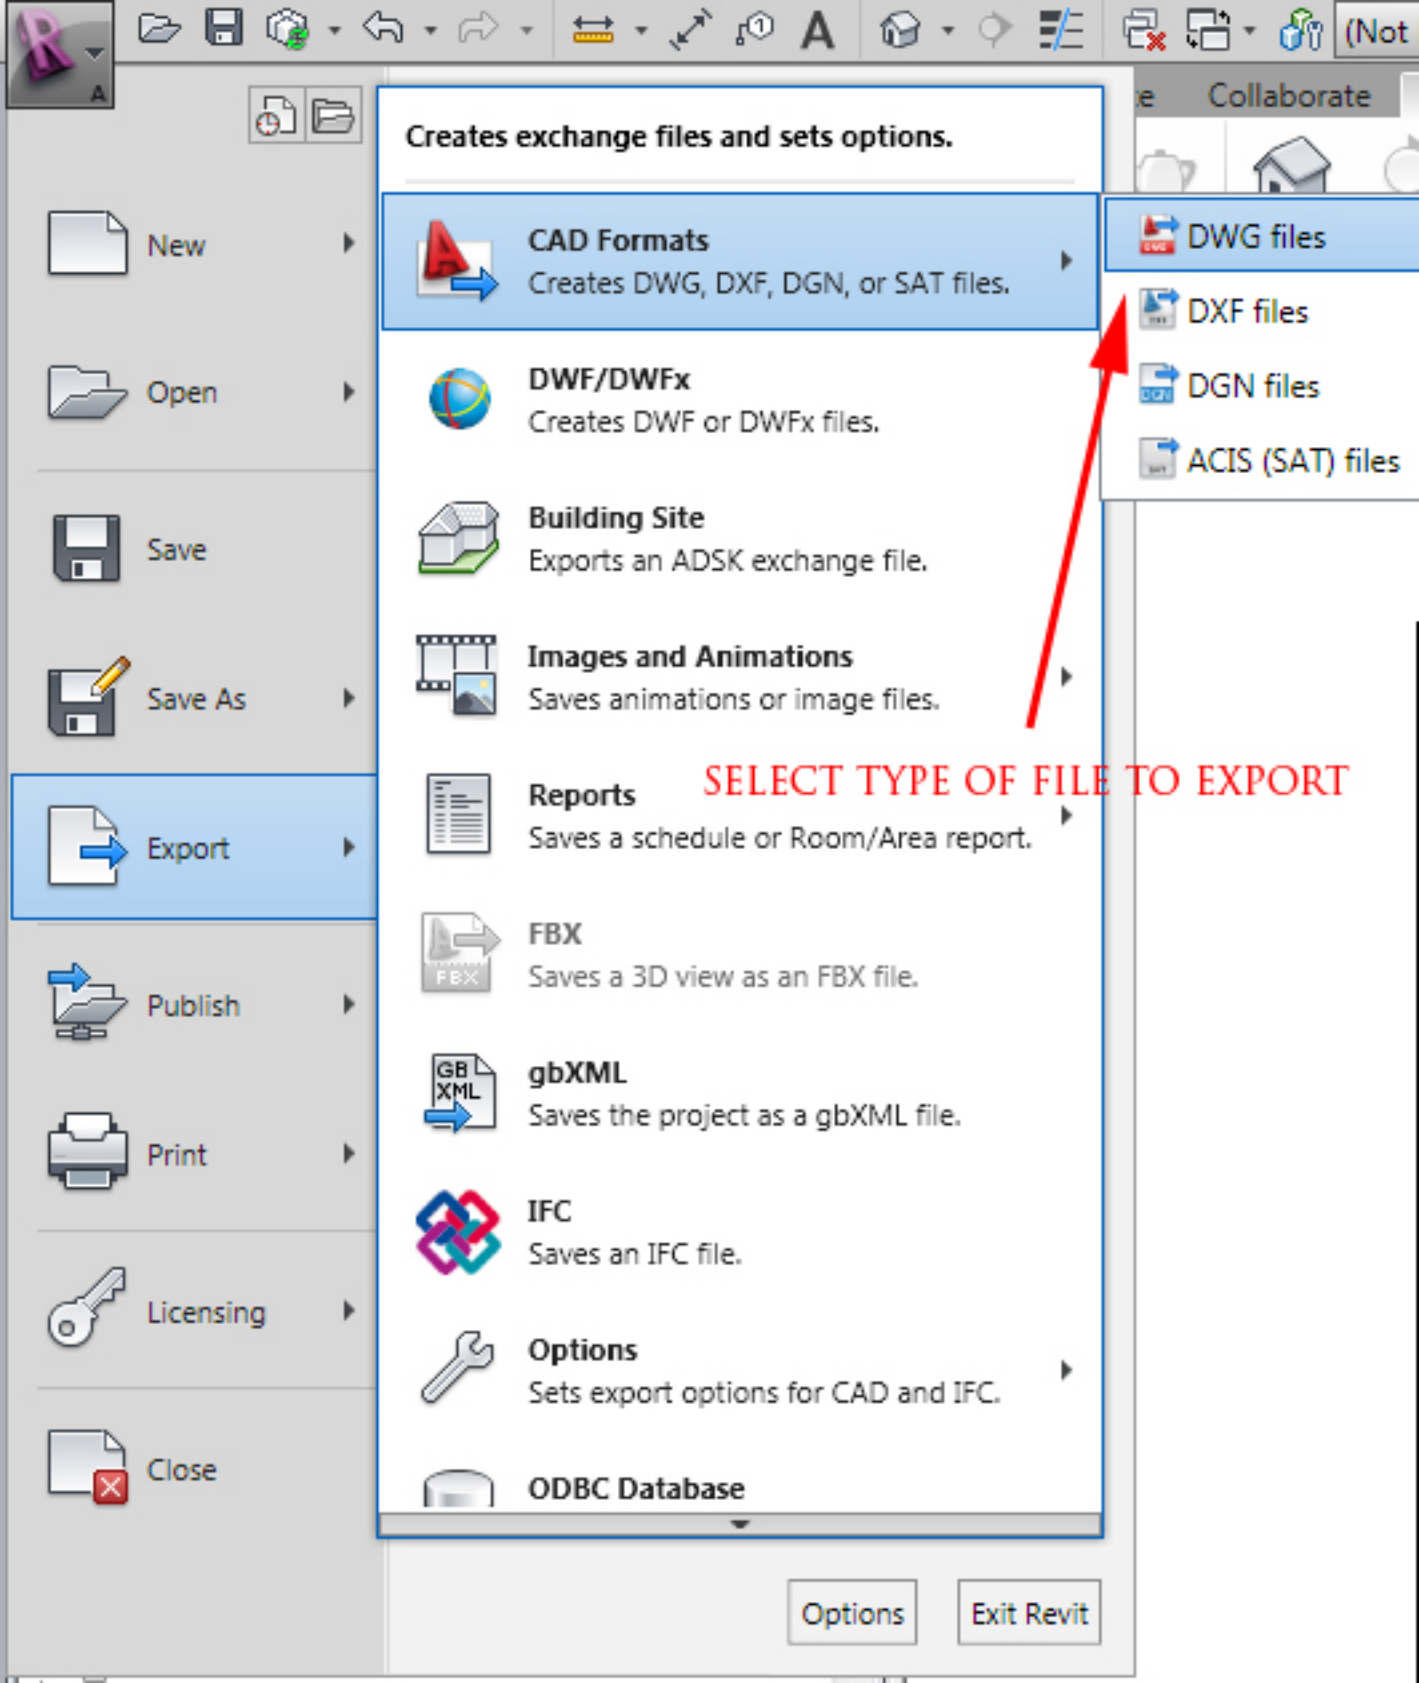 (Not
A
Collaborate
Creates exchange files and sets options.
New
Open
Save
Save As
Export
Publish
Print
Licensing
Close
CAD Formats
Creates DWG, DXF, DGN, or SAT files.
DWF/DWFx
Creates DWF or DWFx files.
Building Site
Exports an ADSK exchange file.
Images and Animations
Saves animations or image files.
Reports
Saves a schedule or Room/Area report.
FBX
FBX
Saves a 3D view as an FBX file.
GB
XML
gbXML
Saves the project as a gbXML file.
IFC
Saves an IFC file.
Options
Sets export options for CAD and IFC.
ODBC Database
DWG files
DXF files
DGN
DGN files
ACIS (SAT) files
SELECT TYPE OF FILE TO EXPORT
Options
Exit Revit